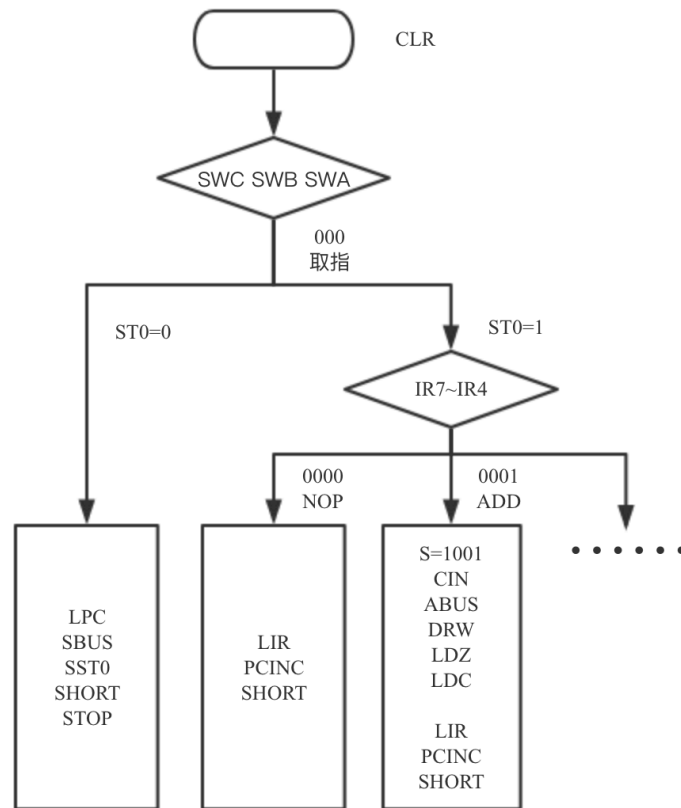 CLR
SWC SWB SWA
000
取指
ST0=0
ST0=1
IR7~IR4
0000
NOP
0001
ADD
······
LPC
SBUS
SST0
SHORT
STOP
LIR
PCINC
SHORT
S=1001
CIN
ABUS
DRW
LDZ
LDC
LIR
PCINC
SHORT